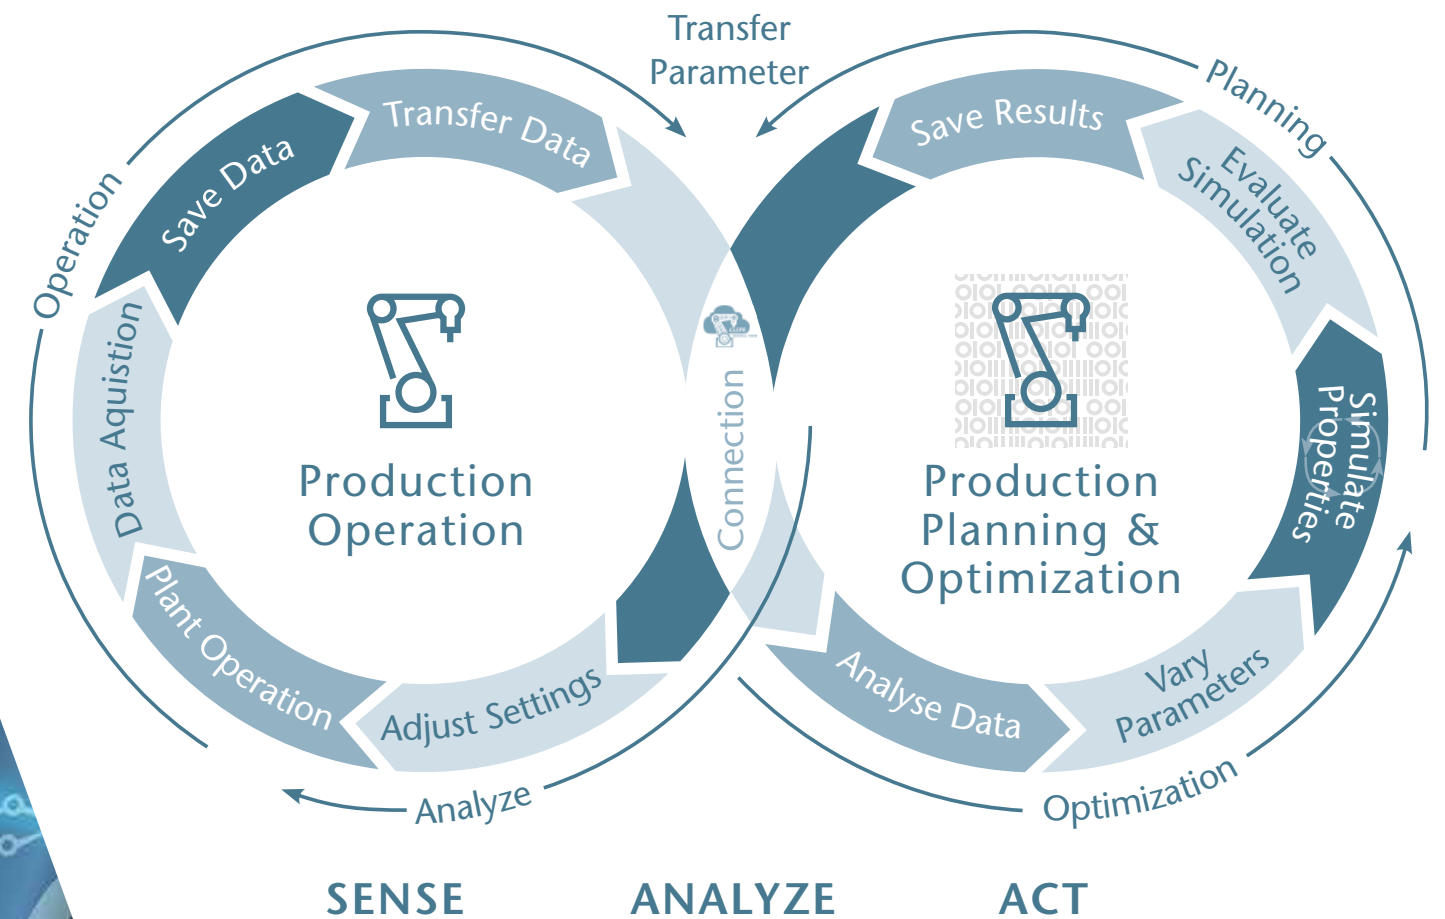 Transfer
Parameter
Operation
Save Data
Transfer Data
Data Aquistion
Plant Operation
Adjust Settings
Analyze
Production
Operation
Connection
Save Results
Planning
Evaluate
Simulation
Simulate
Properties
Vary
Parameters
Analyse Data
Optimization
Production
Planning &
Optimization
SENSE
ANALYZE
ACT